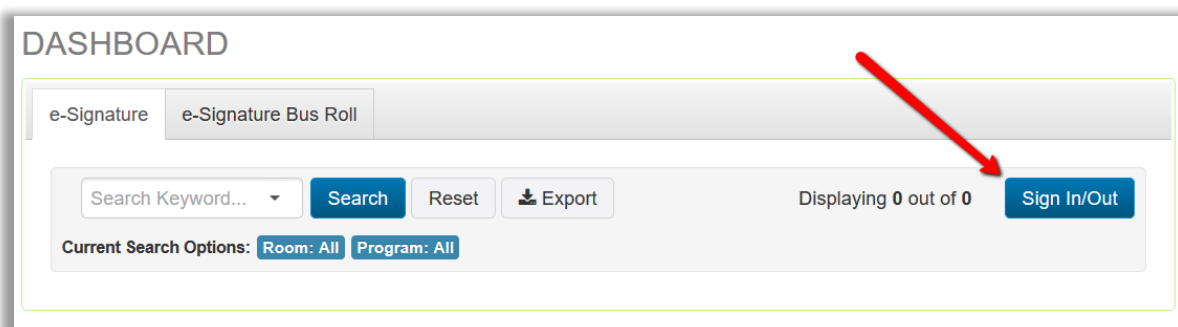 DASHBOARD
e-Signature e-Signature Bus Roll
Search Keyword... Search Reset Export Displaying 0 out of 0 Sign In/Out
Current Search Options: Room: All Program: All